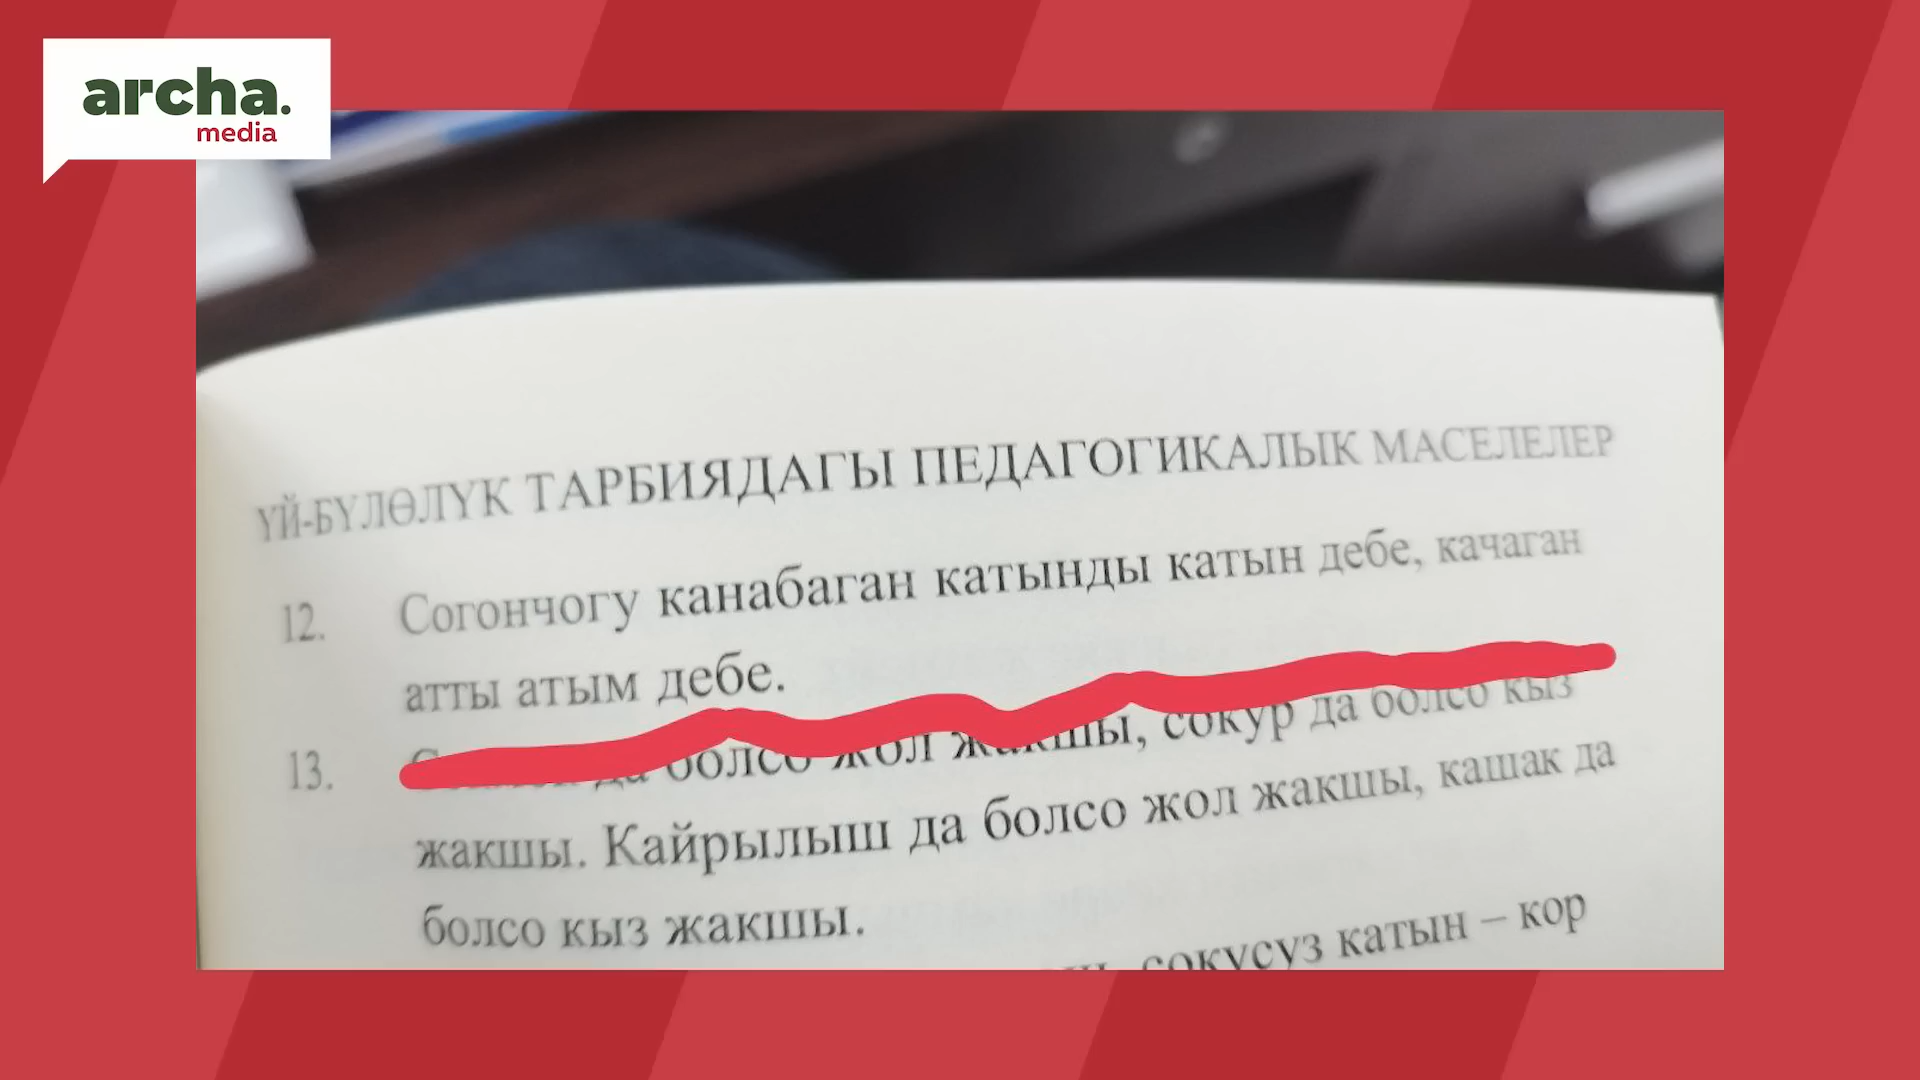 archa.
media
ҮЙ-БҮЛӨЛҮК ТАРБИЯДАГЫ ПЕДАГОГИКАЛЫК МАСЕЛЕЛЕР
12. Согончогу канабаган катынды катын дебе, качаган
атты атым дебе.
13. да болсо жол жакшы, сокур да болсо кыз
жакшы. Кайрылыш да болсо жол жакшы, кашак да
болсо кыз жакшы.
сокусуз катын – кор